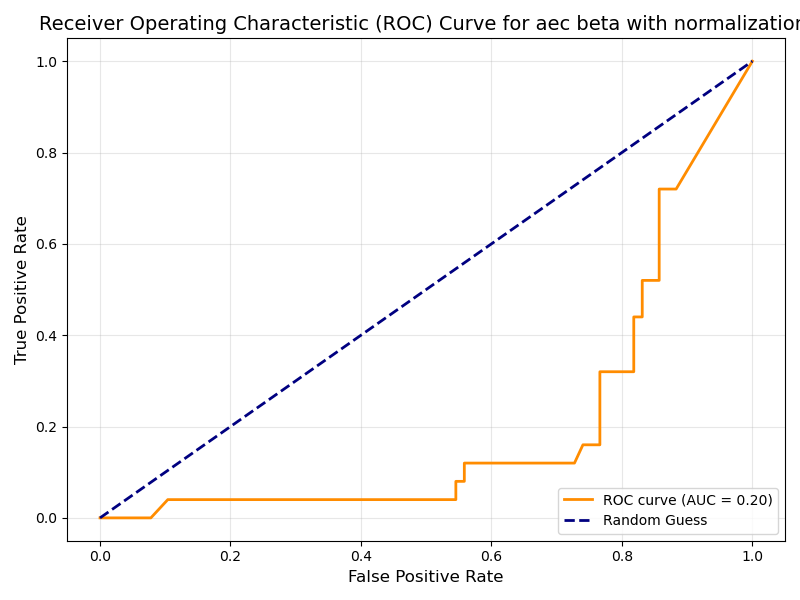 Receiver Operating Characteristic (ROC) Curve for aec beta with normalization
1.0
0.8
0.6
0.4
0.2
0.0
True Positive Rate
ROC curve (AUC = 0.20)
Random Guess
0.0 0.2 0.4 0.6 0.8 1.0
False Positive Rate